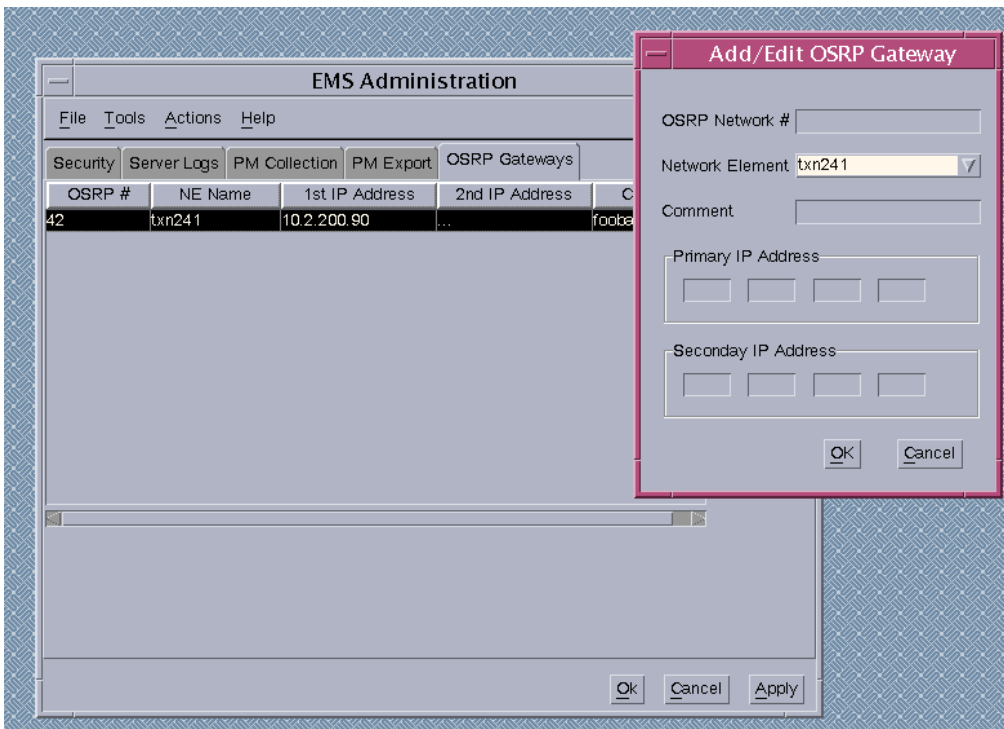 EMS Administration
File Tools Actions Help
Security Server Logs PM Collection PM Export OSRP Gateways
OSRP # NE Name 1st IP Address 2nd IP Address C
42 txn241 10.2.200.90 ... fooba
Ok Cancel Apply
Add/Edit OSRP Gateway
OSRP Network #
Network Element txn241
Comment
Primary IP Address
Seconday IP Address
OK Cancel